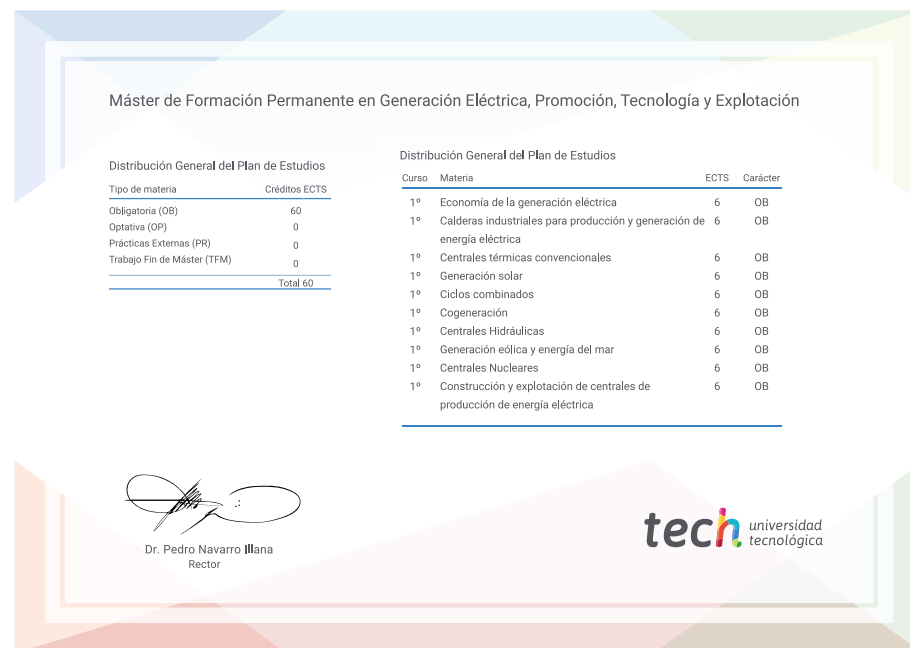 Máster de Formación Permanente en Generación Eléctrica, Promoción, Tecnología y Explotación
Distribución General del Plan de Estudios
Tipo de materia Créditos ECTS
Obligatoria (OB) 60
Optativa (OP) 0
Prácticas Externas (PR) 0
Trabajo Fin de Máster (TFM) 0
Total 60
Distribución General del Plan de Estudios
Curso Materia ECTS Carácter
1º Economía de la generación eléctrica 6 OB
1º Calderas industriales para producción y generación de 6 OB
energía eléctrica
1º Centrales térmicas convencionales 6 OB
1º Generación solar 6 OB
1º Ciclos combinados 6 OB
1º Cogeneración 6 OB
1º Centrales Hidráulicas 6 OB
1º Generación eólica y energía del mar 6 OB
1º Centrales Nucleares 6 OB
1º Construcción y explotación de centrales de 6 OB
producción de energía eléctrica
Dr. Pedro Navarro Illana
Rector
tech universidad
tecnológica